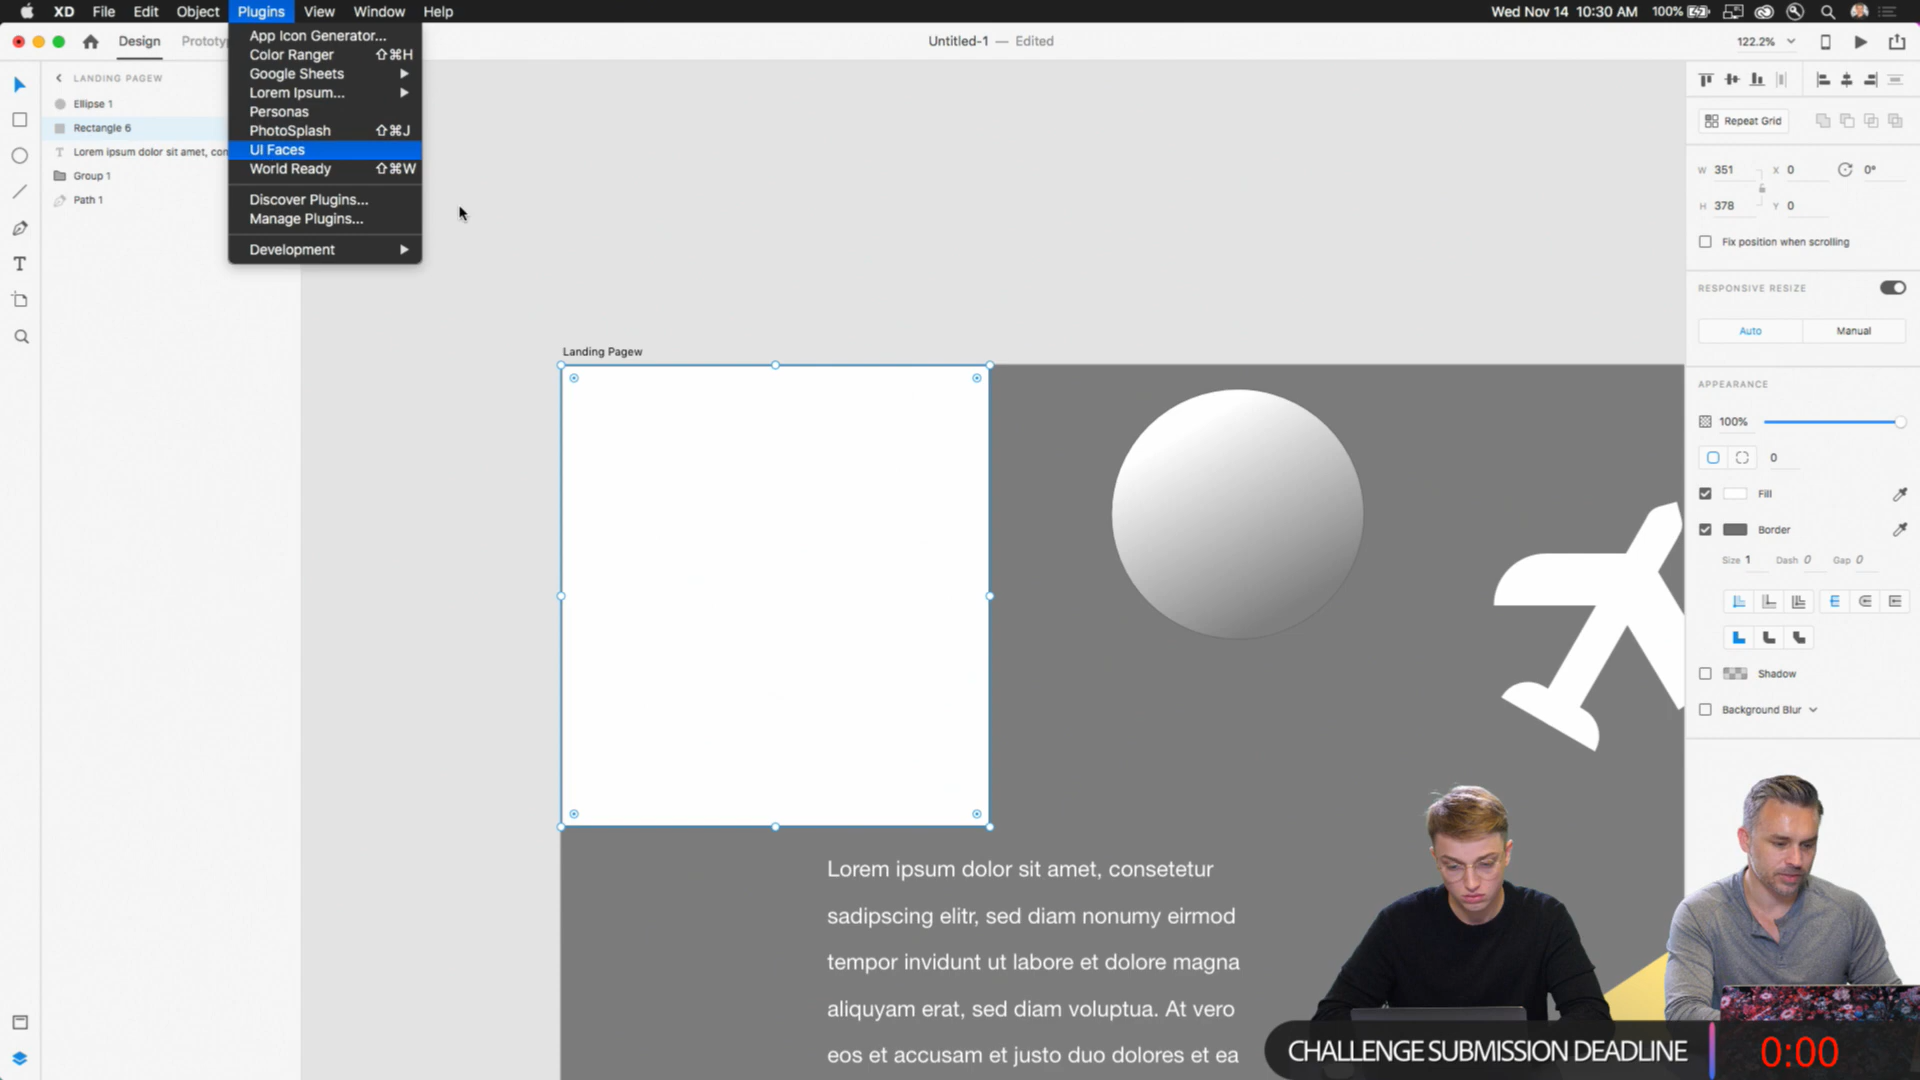 XD File Edit Object Plugins View Window Help
Wed Nov 14 10:30 AM 100%
Design Prototyp
Untitled-1 — Edited
122.2%
LANDING PAGEW
Ellipse 1
Rectangle 6
Lorem ipsum dolor sit amet, con
Group 1
Path 1
App Icon Generator...
Color Ranger ⇧⌘H
Google Sheets
Lorem Ipsum...
Personas
PhotoSplash ⇧⌘J
UI Faces
World Ready ⇧⌘W
Discover Plugins...
Manage Plugins...
Development
Landing Pagew
Lorem ipsum dolor sit amet, consetetur
sadipscing elitr, sed diam nonumy eirmod
tempor invidunt ut labore et dolore magna
aliquyam erat, sed diam voluptua. At vero
eos et accusam et justo duo dolores et ea
Repeat Grid
W 351 X 0 0°
H 378 Y 0
Fix position when scrolling
RESPONSIVE RESIZE
Auto Manual
APPEARANCE
100%
0
Fill
Border
Size 1 Dash 0 Gap 0
Shadow
Background Blur
CHALLENGE SUBMISSION DEADLINE 0:00